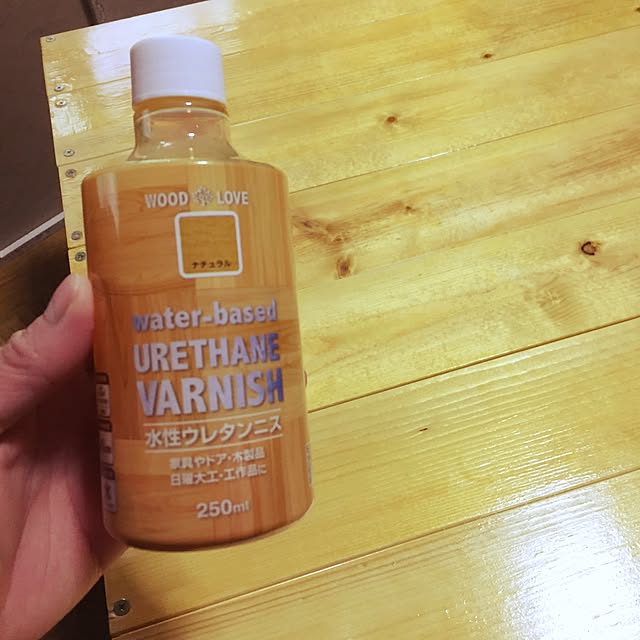 WOOD LOVE
ナチュラル
water-based
URETHANE
VARNISH
水性ウレタンニス
家具やドア・木製品
日曜大工・工作品に
250ml